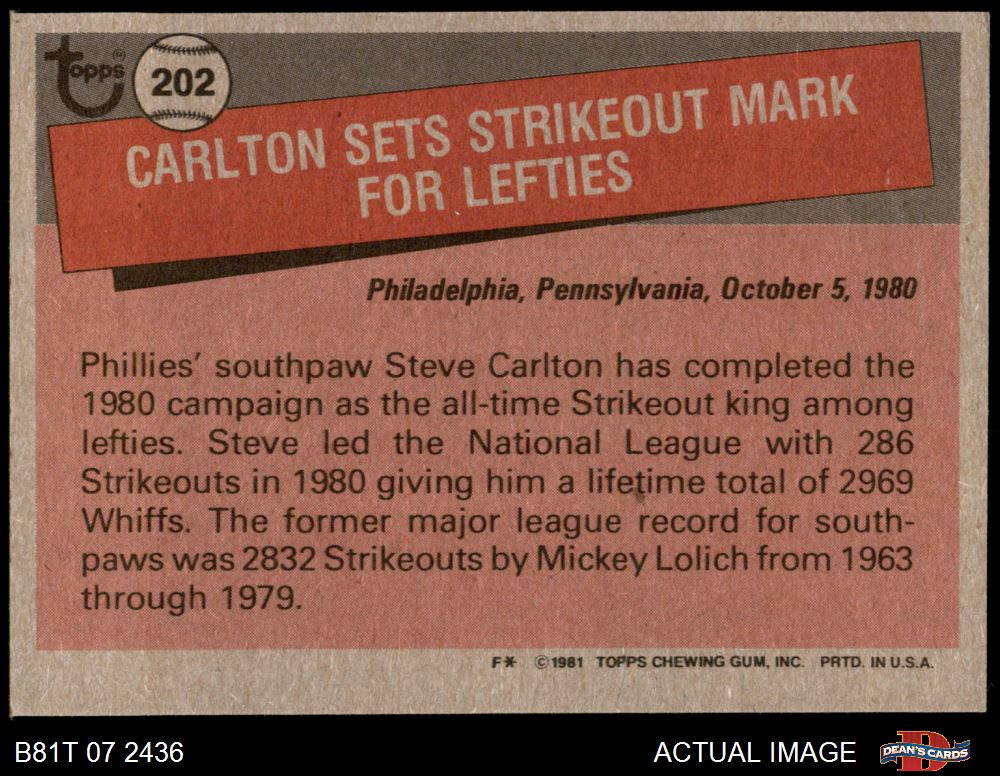 Topps
202
CARLTON SETS STRIKEOUT MARK
FOR LEFTIES
Philadelphia, Pennsylvania, October 5, 1980
Phillies' southpaw Steve Carlton has completed the
1980 campaign as the all-time Strikeout king among
lefties. Steve led the National League with 286
Strikeouts in 1980 giving him a lifetime total of 2969
Whiffs. The former major league record for south-
paws was 2832 Strikeouts by Mickey Lolich from 1963
through 1979.
F* ©1981 TOPPS CHEWING GUM, INC. PRTD. IN U.S.A.
B81T 07 2436
ACTUAL IMAGE
DEAN'S CARDS